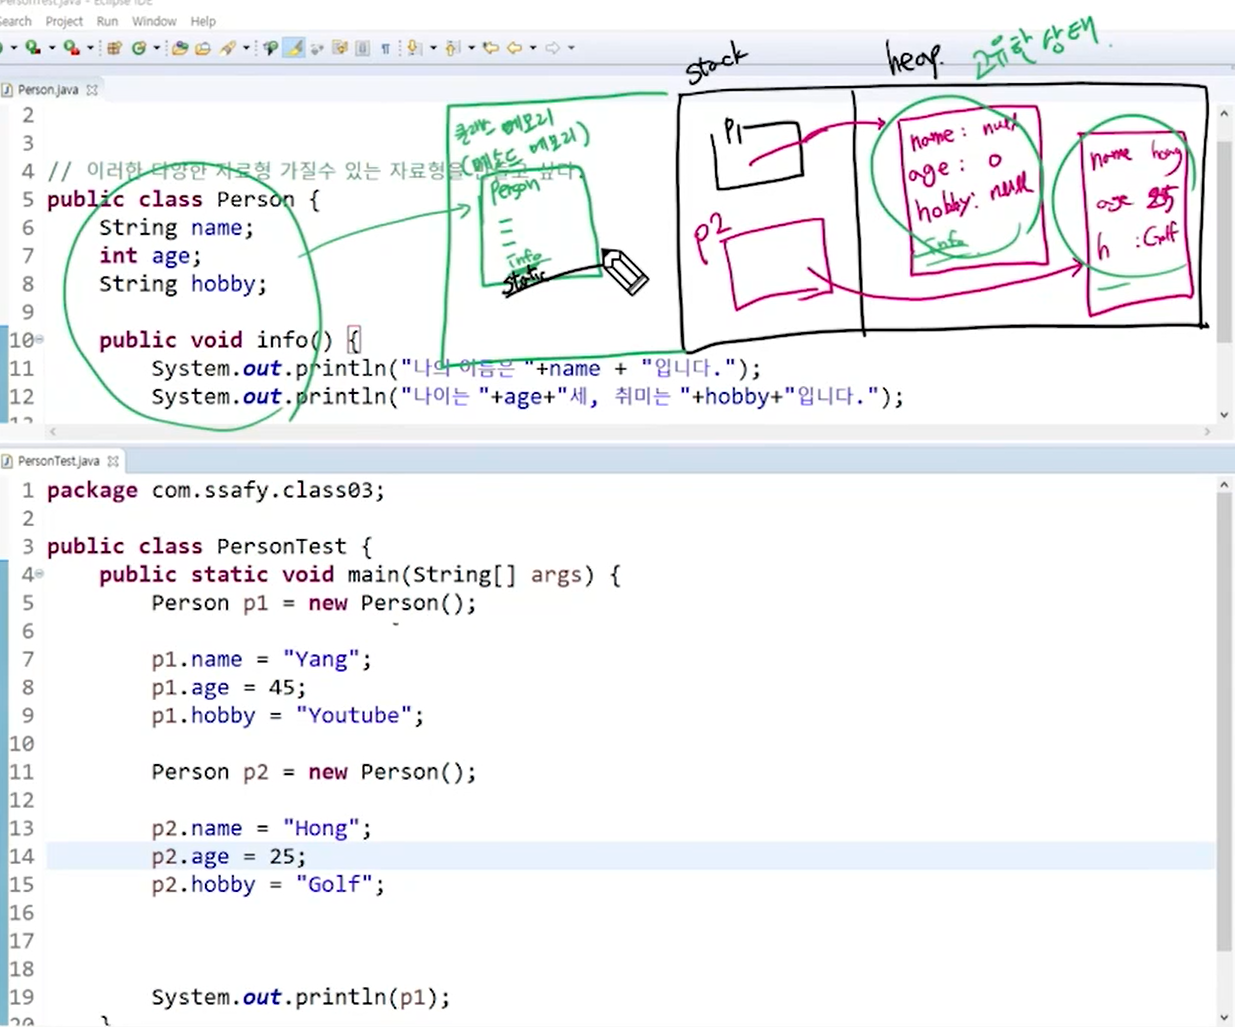 PersonTest.java - Eclipse IDE
Search Project Run Window Help
Person.java
stack
heap.
고유한 상태.
클래스 메모리
(메소드 메모리)
Person
info
static
P1
P2
name : null
age : 0
hobby: null
info
name hong
age 25
h : Golf
2
3
4 // 이러한 다양한 자료형 가질수 있는 자료형을 싶다.
5 public class Person {
6 String name;
7 int age;
8 String hobby;
9
10 public void info() {
11 System.out.println("나의 이름은 "+name + "입니다.");
12 System.out.println("나이는 "+age+"세, 취미는 "+hobby+"입니다.");
PersonTest.java
1 package com.ssafy.class03;
2
3 public class PersonTest {
4 public static void main(String[] args) {
5 Person p1 = new Person();
6
7 p1.name = "Yang";
8 p1.age = 45;
9 p1.hobby = "Youtube";
10
11 Person p2 = new Person();
12
13 p2.name = "Hong";
14 p2.age = 25;
15 p2.hobby = "Golf";
16
17
18
19 System.out.println(p1);
20 }